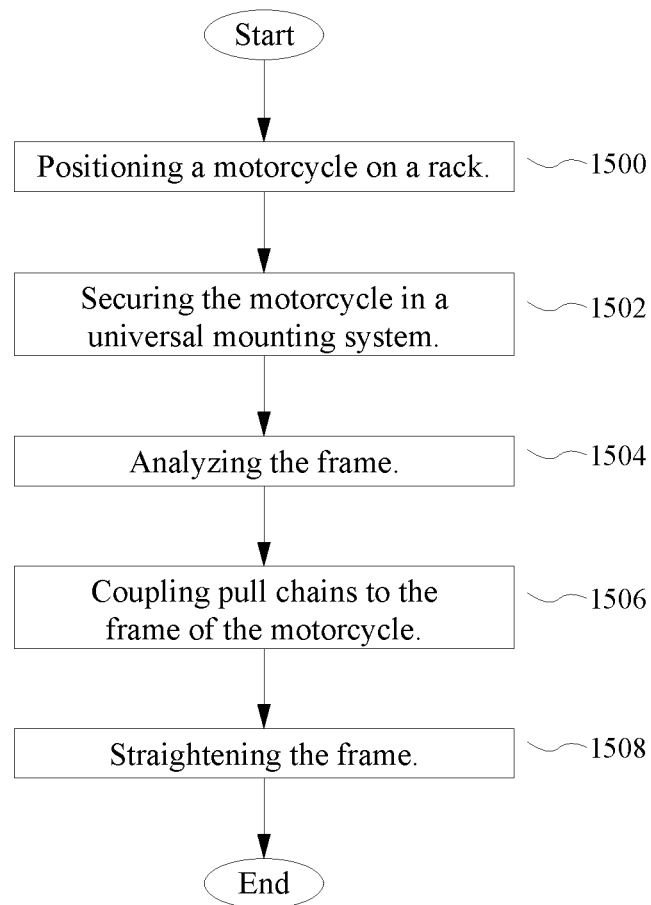 Start
Positioning a motorcycle on a rack.
1500
Securing the motorcycle in a
universal mounting system.
1502
Analyzing the frame.
1504
Coupling pull chains to the
frame of the motorcycle.
1506
Straightening the frame.
1508
End